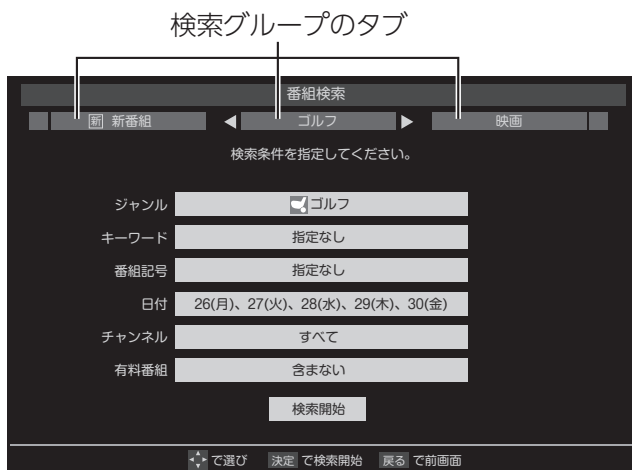 検索グループのタブ
番組検索
新 新番組 ◀ ゴルフ ▶ 映画
検索条件を指定してください。
ジャンル ゴルフ
キーワード 指定なし
番組記号 指定なし
日付 26(月)、27(火)、28(水)、29(木)、30(金)
チャンネル すべて
有料番組 含まない
検索開始
で選び 決定 で検索開始 戻る で前画面